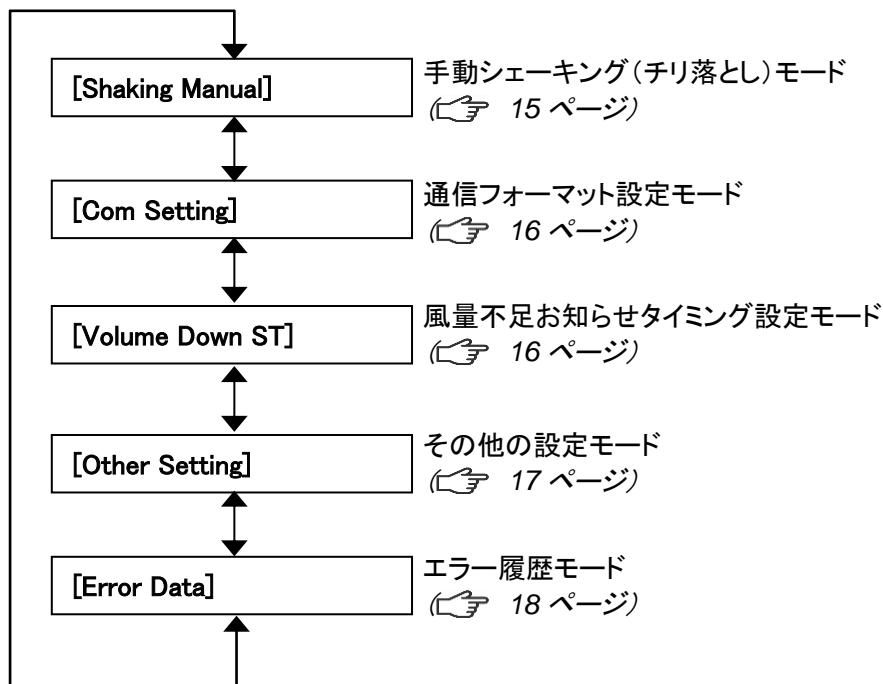 [Shaking Manual]
手動シェーキング（チリ落とし）モード
(☞ 15 ページ)
[Com Setting]
通信フォーマット設定モード
(☞ 16 ページ)
[Volume Down ST]
風量不足お知らせタイミング設定モード
(☞ 16 ページ)
[Other Setting]
その他の設定モード
(☞ 17 ページ)
[Error Data]
エラー履歴モード
(☞ 18 ページ)